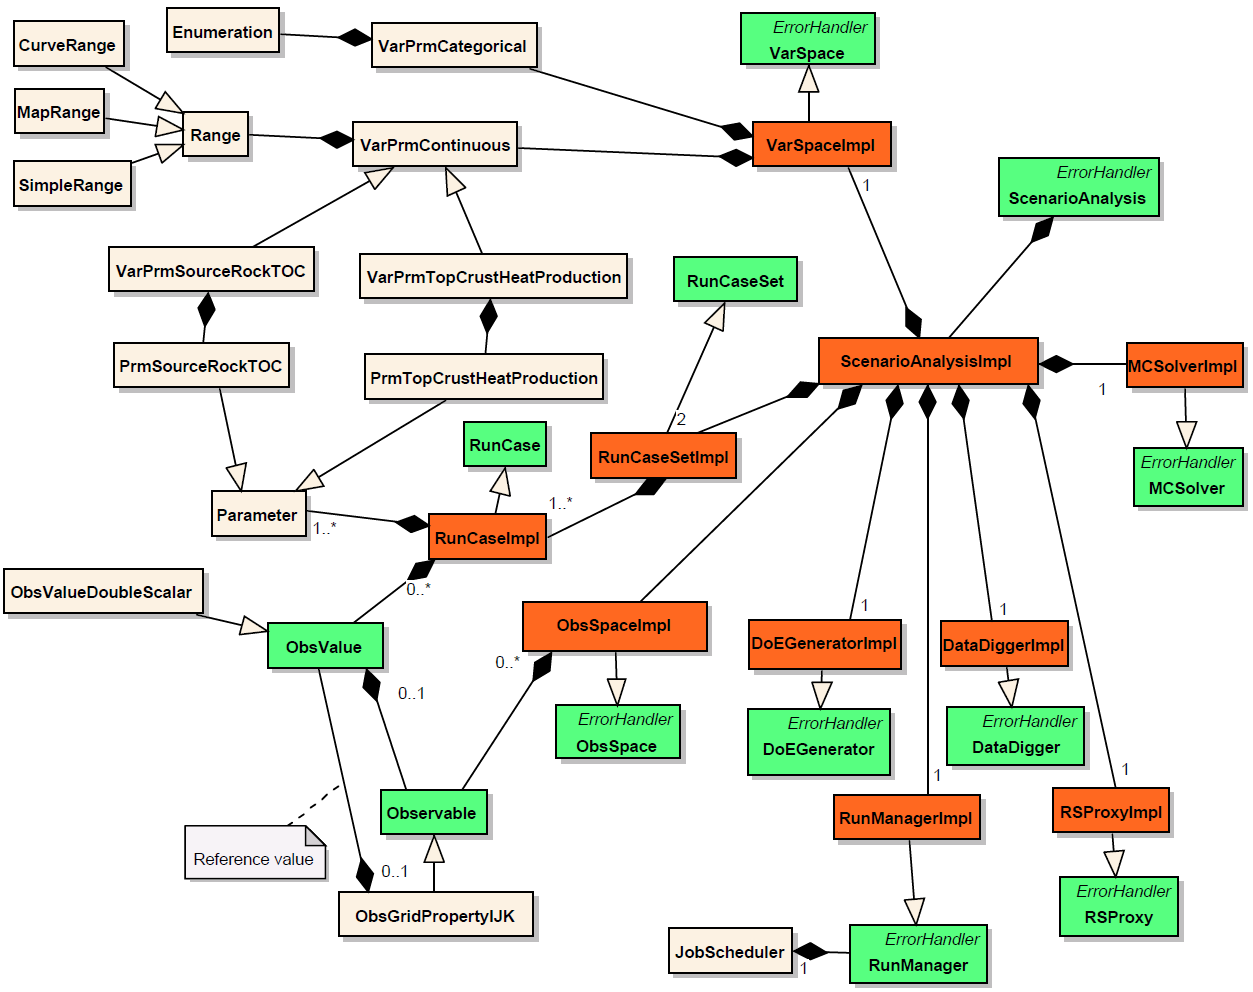 Enumeration
CurveRange
VarPrmCategorical
ErrorHandler
VarSpace
MapRange
Range
VarPrmContinuous
VarSpaceImpl
SimpleRange
1
ErrorHandler
ScenarioAnalysis
VarPrmSourceRockTOC
VarPrmTopCrustHeatProduction
RunCaseSet
PrmSourceRockTOC
PrmTopCrustHeatProduction
ScenarioAnalysisImpl
MCSolverImpl
1
2
RunCase
RunCaseSetImpl
ErrorHandler
MCSolver
Parameter
1..*
1..*
RunCaseImpl
0..*
ObsValueDoubleScalar
ObsValue
0..1
ObsSpaceImpl
0..*
1
DoEGeneratorImpl
1
DataDiggerImpl
ErrorHandler
ObsSpace
ErrorHandler
DoEGenerator
ErrorHandler
DataDigger
1
1
Observable
RunManagerImpl
RSProxyImpl
Reference value
0..1
ObsGridPropertyIJK
ErrorHandler
RSProxy
JobScheduler
1
ErrorHandler
RunManager